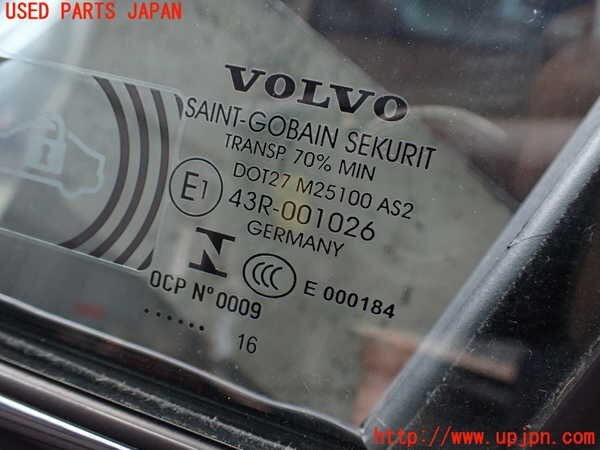 USED PARTS JAPAN
VOLVO
SAINT-GOBAIN SEKURIT
TRANSP 70% MIN
DOT27 M25100 AS2
E1 43R-001026
GERMANY
CCC E 000184
OCP N° 0009
...... 16
http://www.upjpn.com